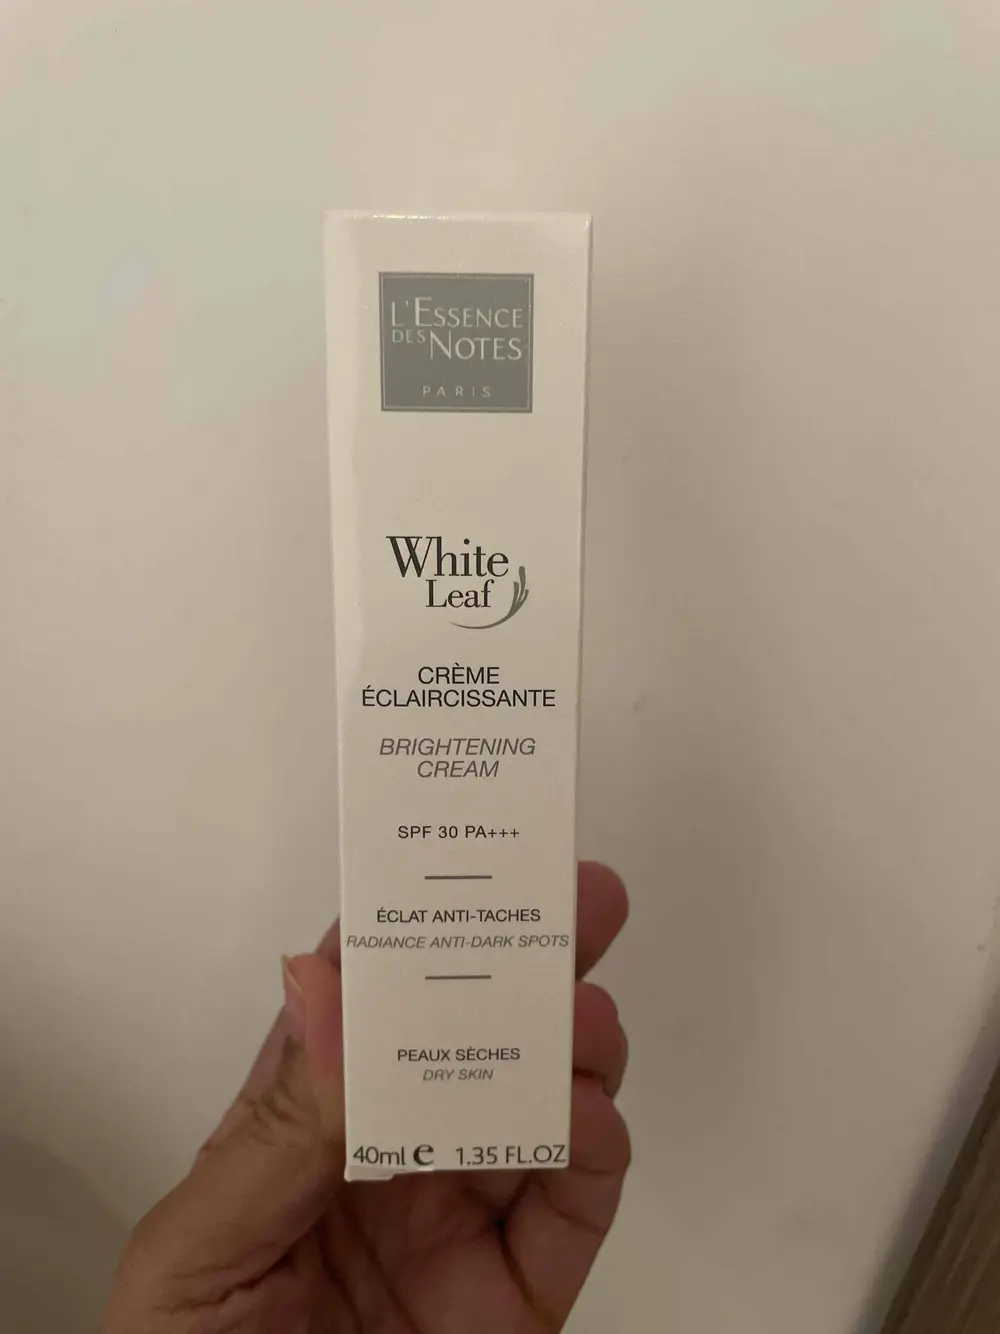 L'ESSENCE
DES NOTES
PARIS
White
Leaf
CRÈME
ÉCLAIRCISSANTE
BRIGHTENING
CREAM
SPF 30 PA+++
ÉCLAT ANTI-TACHES
RADIANCE ANTI-DARK SPOTS
PEAUX SÈCHES
DRY SKIN
40ml e 1.35 FL.OZ